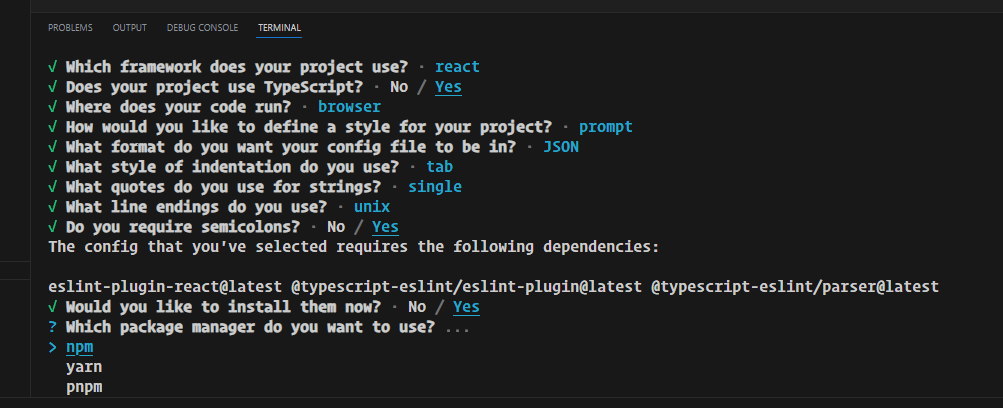 PROBLEMS OUTPUT DEBUG CONSOLE TERMINAL
√ Which framework does your project use? · react
√ Does your project use TypeScript? · No / Yes
√ Where does your code run? · browser
√ How would you like to define a style for your project? · prompt
√ What format do you want your config file to be in? · JSON
√ What style of indentation do you use? · tab
√ What quotes do you use for strings? · single
√ What line endings do you use? · unix
√ Do you require semicolons? · No / Yes
The config that you've selected requires the following dependencies:
eslint-plugin-react@latest @typescript-eslint/eslint-plugin@latest @typescript-eslint/parser@latest
√ Would you like to install them now? · No / Yes
? Which package manager do you want to use? ...
> npm
yarn
pnpm